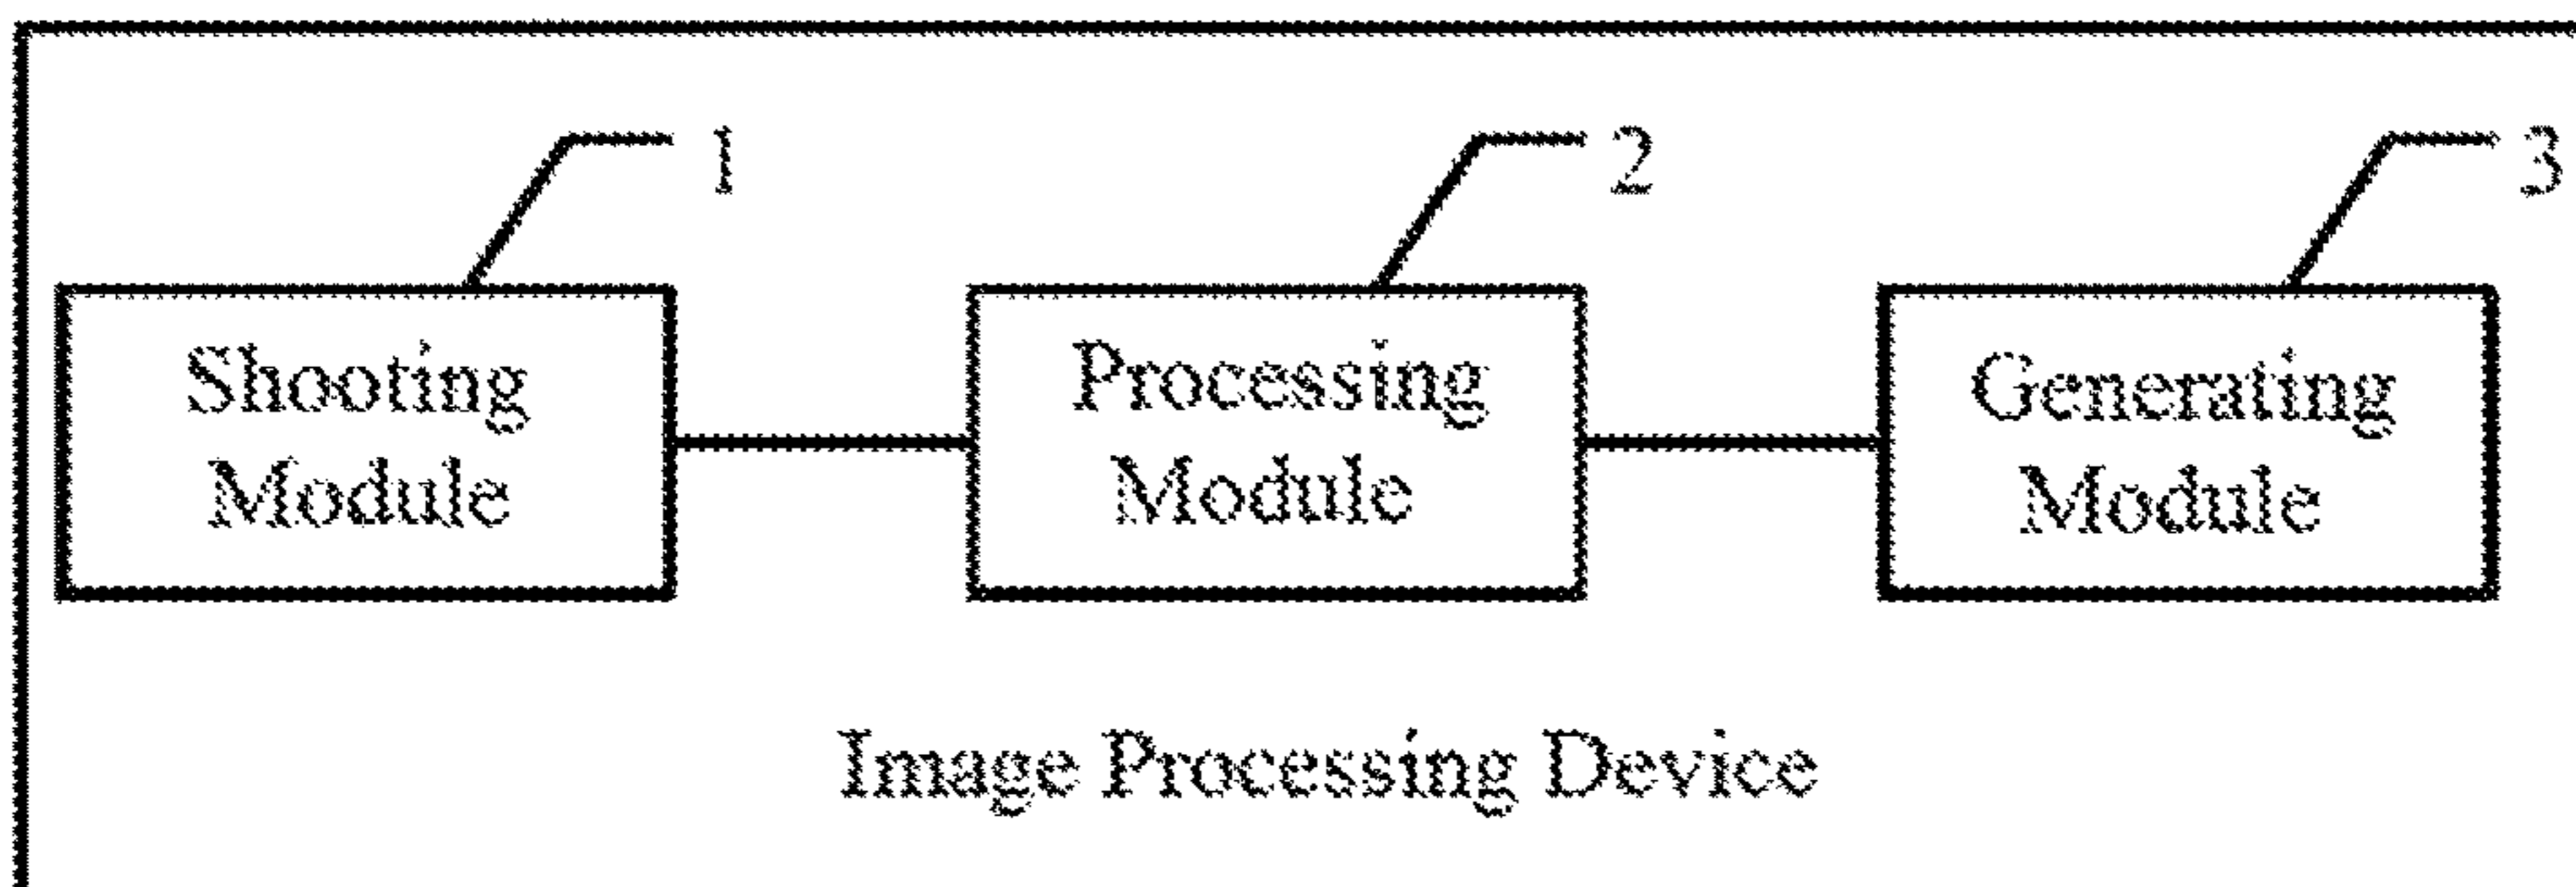 1
2
3
Shooting
Module
Processing
Module
Generating
Module
Image Processing Device